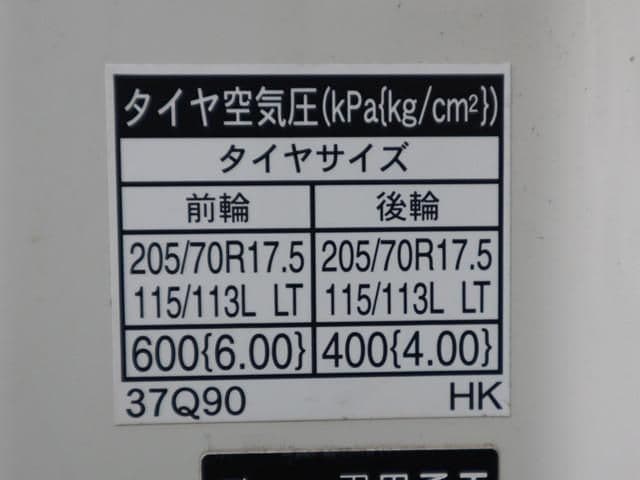 タイヤ空気圧(kPa{kg/cm²})
タイヤサイズ
前輪 後輪
205/70R17.5 205/70R17.5
115/113L LT 115/113L LT
600{6.00} 400{4.00}
37Q90 HK